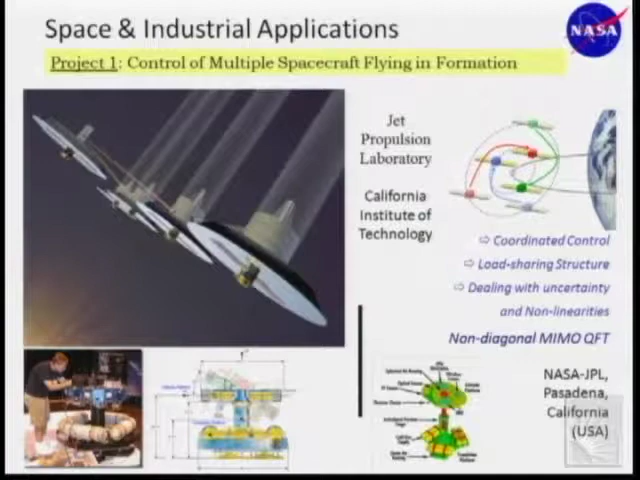 Space & Industrial Applications
NASA
Project 1: Control of Multiple Spacecraft Flying in Formation
Jet
Propulsion
Laboratory
California
Institute of
Technology
⇨ Coordinated Control
⇨ Load-sharing Structure
⇨ Dealing with uncertainty
and Non-linearities
Non-diagonal MIMO QFT
NASA-JPL,
Pasadena,
California
(USA)